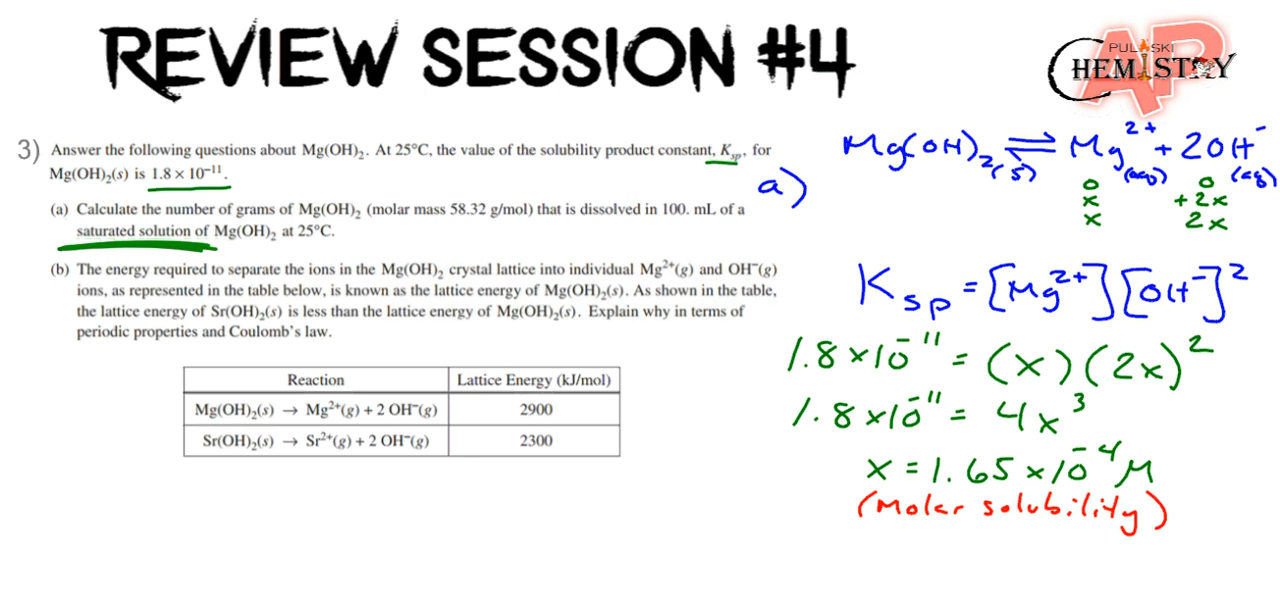 REVIEW SESSION #4
PULASKI
CHEMISTRY
AP
3) Answer the following questions about Mg(OH)₂. At 25°C, the value of the solubility product constant, Kₛₚ, for
Mg(OH)₂(s) is 1.8 × 10⁻¹¹.
(a) Calculate the number of grams of Mg(OH)₂ (molar mass 58.32 g/mol) that is dissolved in 100. mL of a
saturated solution of Mg(OH)₂ at 25°C.
(b) The energy required to separate the ions in the Mg(OH)₂ crystal lattice into individual Mg²⁺(g) and OH⁻(g)
ions, as represented in the table below, is known as the lattice energy of Mg(OH)₂(s). As shown in the table,
the lattice energy of Sr(OH)₂(s) is less than the lattice energy of Mg(OH)₂(s). Explain why in terms of
periodic properties and Coulomb's law.
Reaction Lattice Energy (kJ/mol)
Mg(OH)₂(s) → Mg²⁺(g) + 2 OH⁻(g) 2900
Sr(OH)₂(s) → Sr²⁺(g) + 2 OH⁻(g) 2300
a) Mg(OH)₂(s) ⇌ Mg²⁺(aq) + 2OH⁻(aq)
0 0
x +2x
x 2x
Ksp = [Mg²⁺][OH⁻]²
1.8 × 10⁻¹¹ = (x)(2x)²
1.8 × 10⁻¹¹ = 4x³
x = 1.65 × 10⁻⁴ M
(Molar solubility)